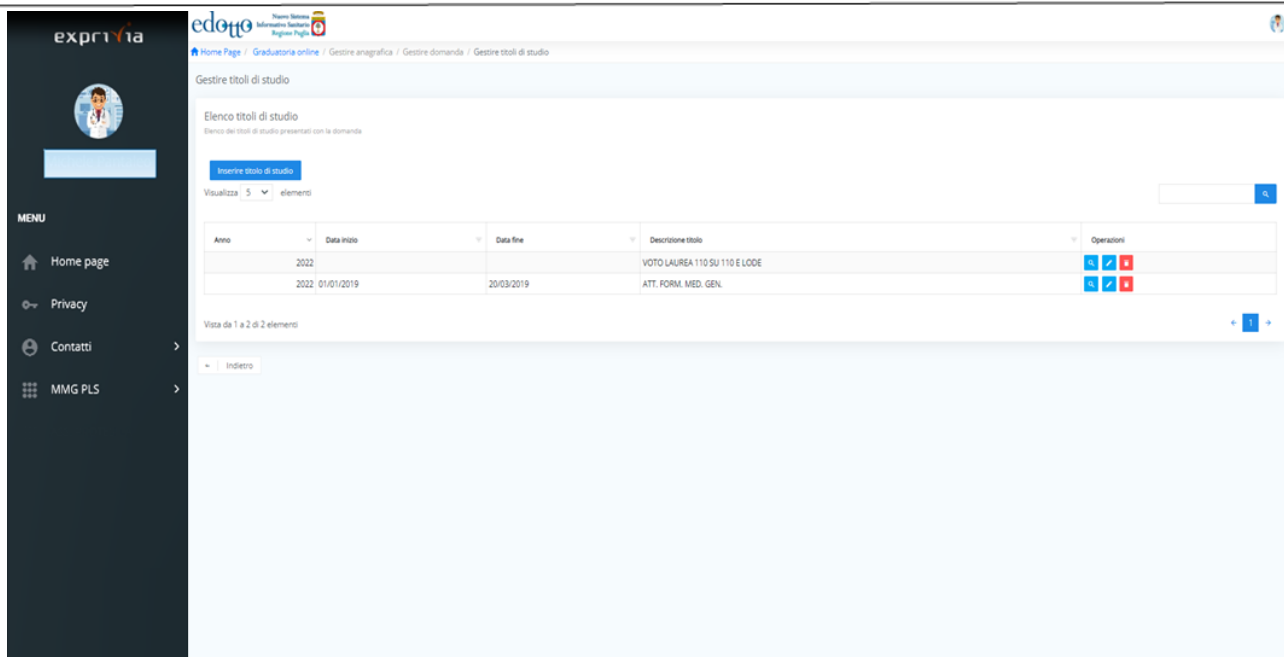 exprivia
MENU
Home page
Privacy
Contatti
MMG PLS
edotto Nuovo Sistema
Informativo Sanitario
Regione Puglia
Home Page / Graduatoria online / Gestire anagrafica / Gestire domanda / Gestire titoli di studio
Gestire titoli di studio
Elenco titoli di studio
Elenco dei titoli di studio presentati con la domanda
Inserire titolo di studio
Visualizza 5 elementi
Anno Data inizio Data fine Descrizione titolo Operazioni
2022 VOTO LAUREA 110 SU 110 E LODE
2022 01/01/2019 20/03/2019 ATT. FORM. MED. GEN.
Vista da 1 a 2 di 2 elementi
1
Indietro